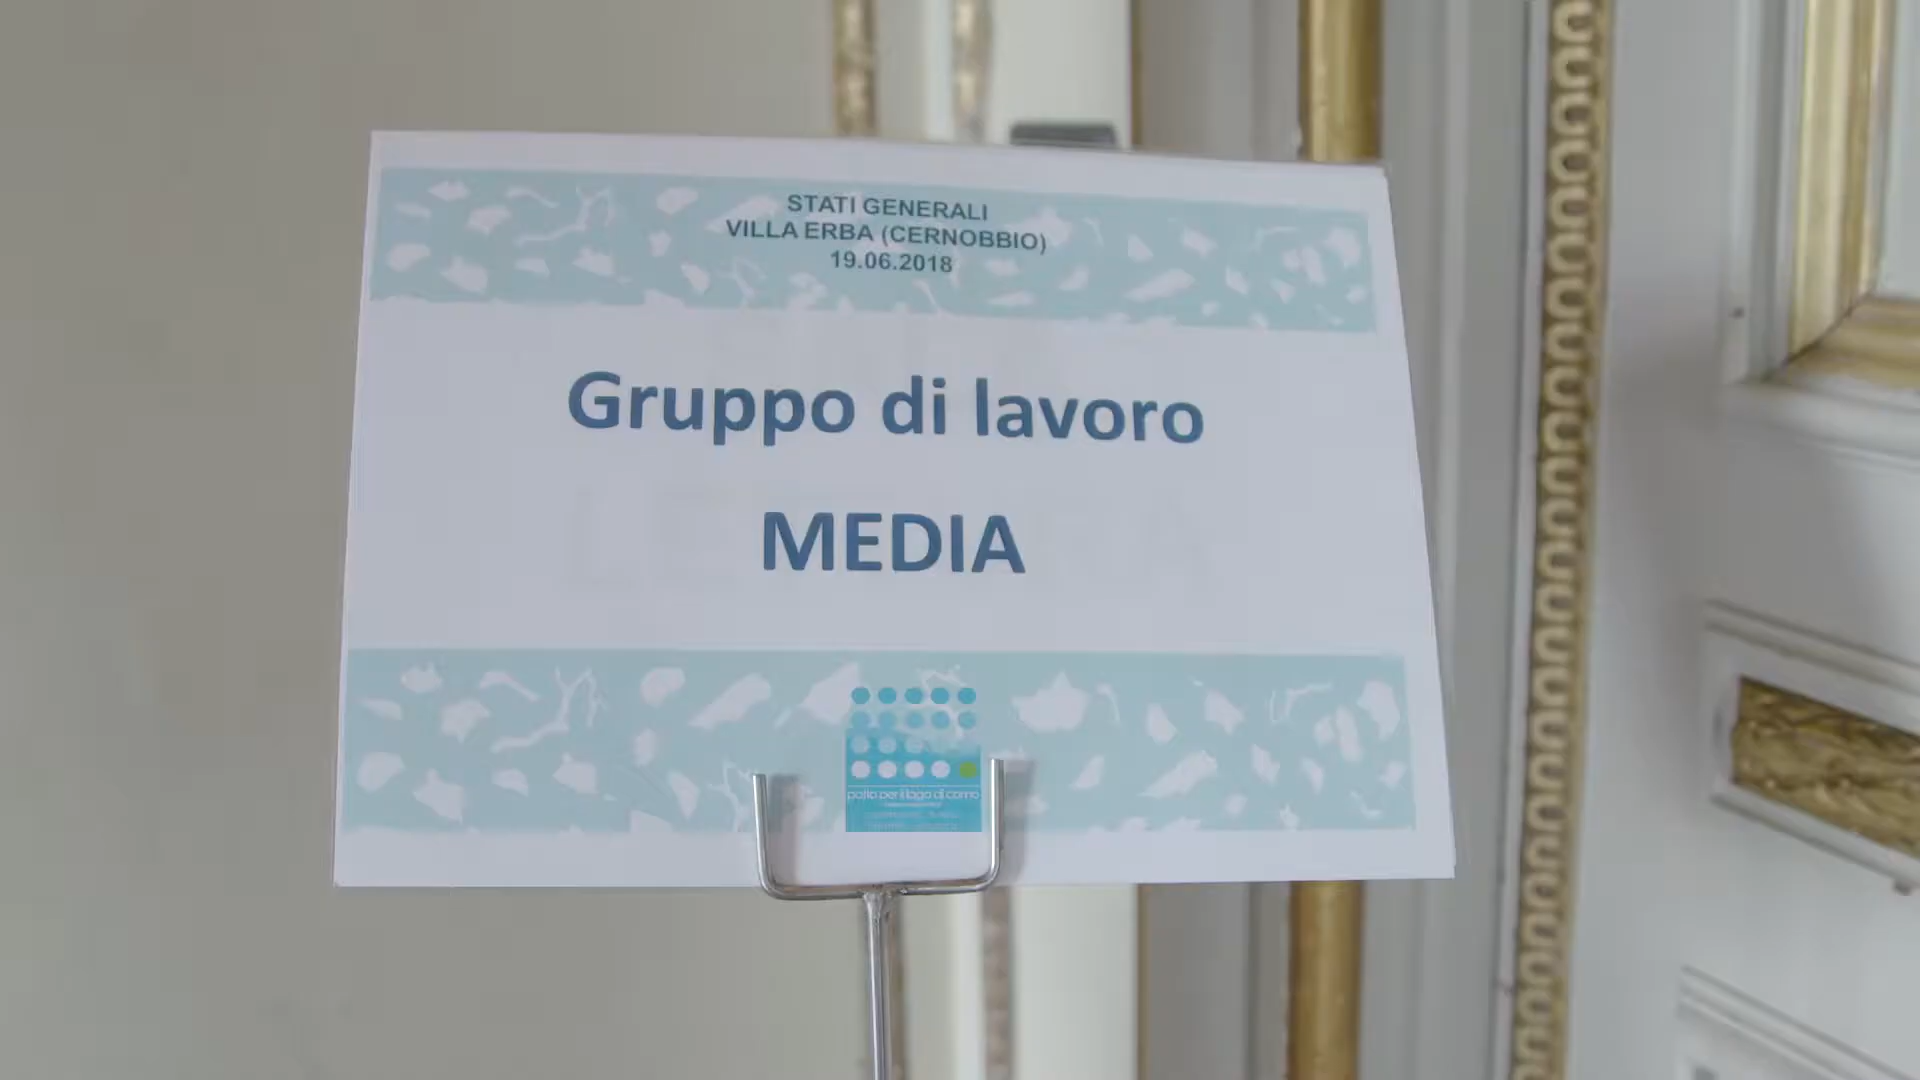 STATI GENERALI
VILLA ERBA (CERNOBBIO)
19.06.2018
Gruppo di lavoro
MEDIA
patto per il lago di como